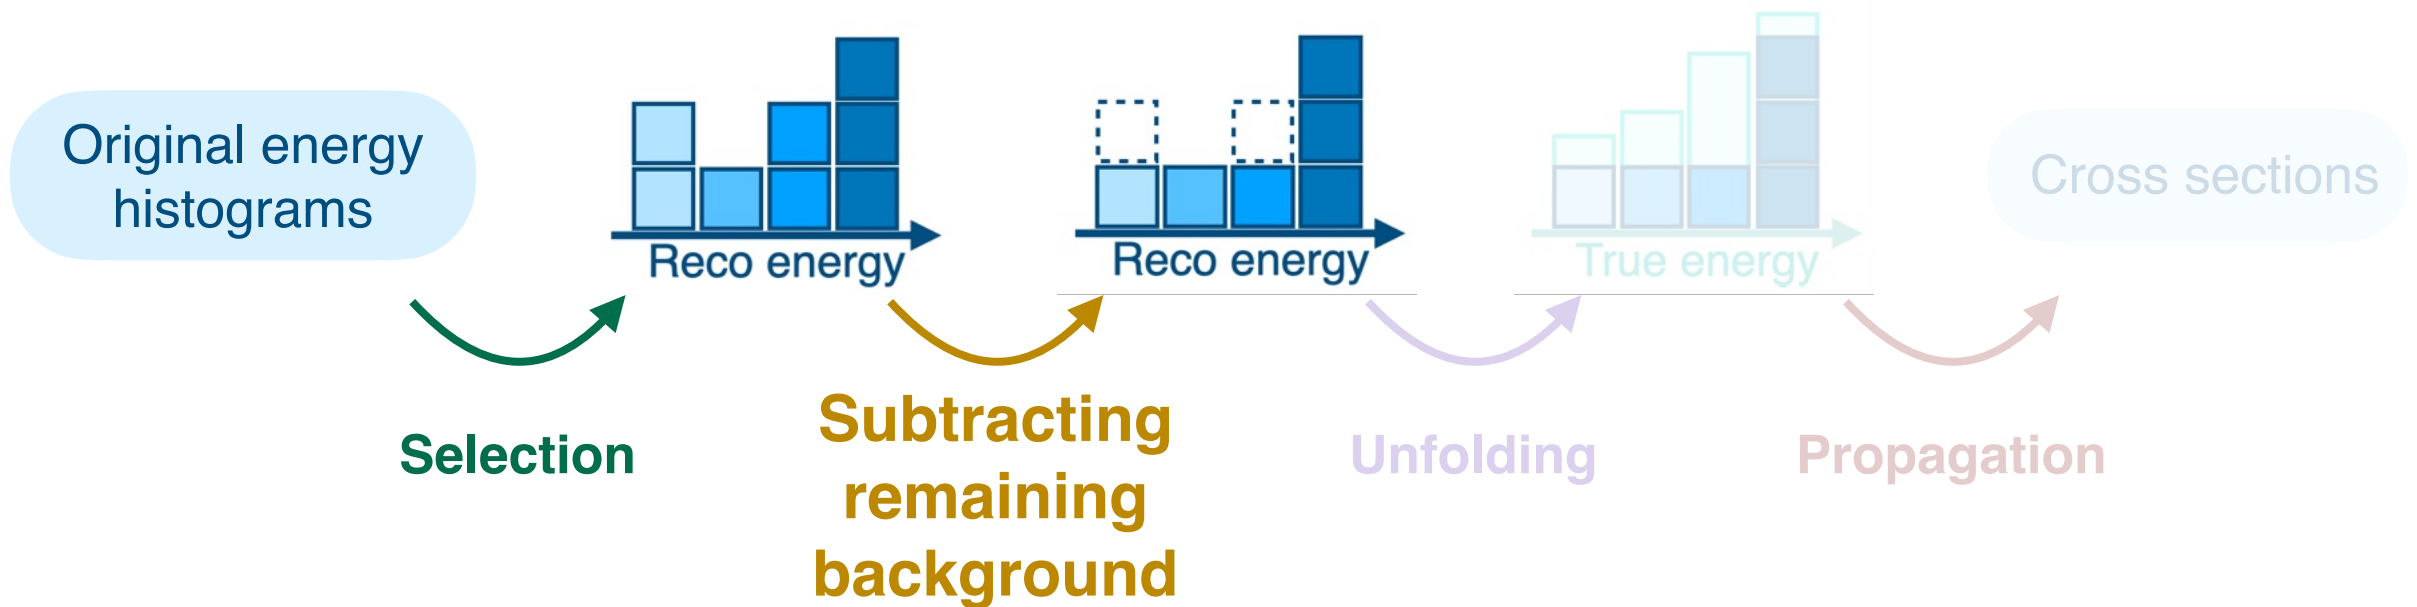 Original energy
histograms
Reco energy
Reco energy
True energy
Cross sections
Selection
Subtracting
remaining
background
Unfolding
Propagation